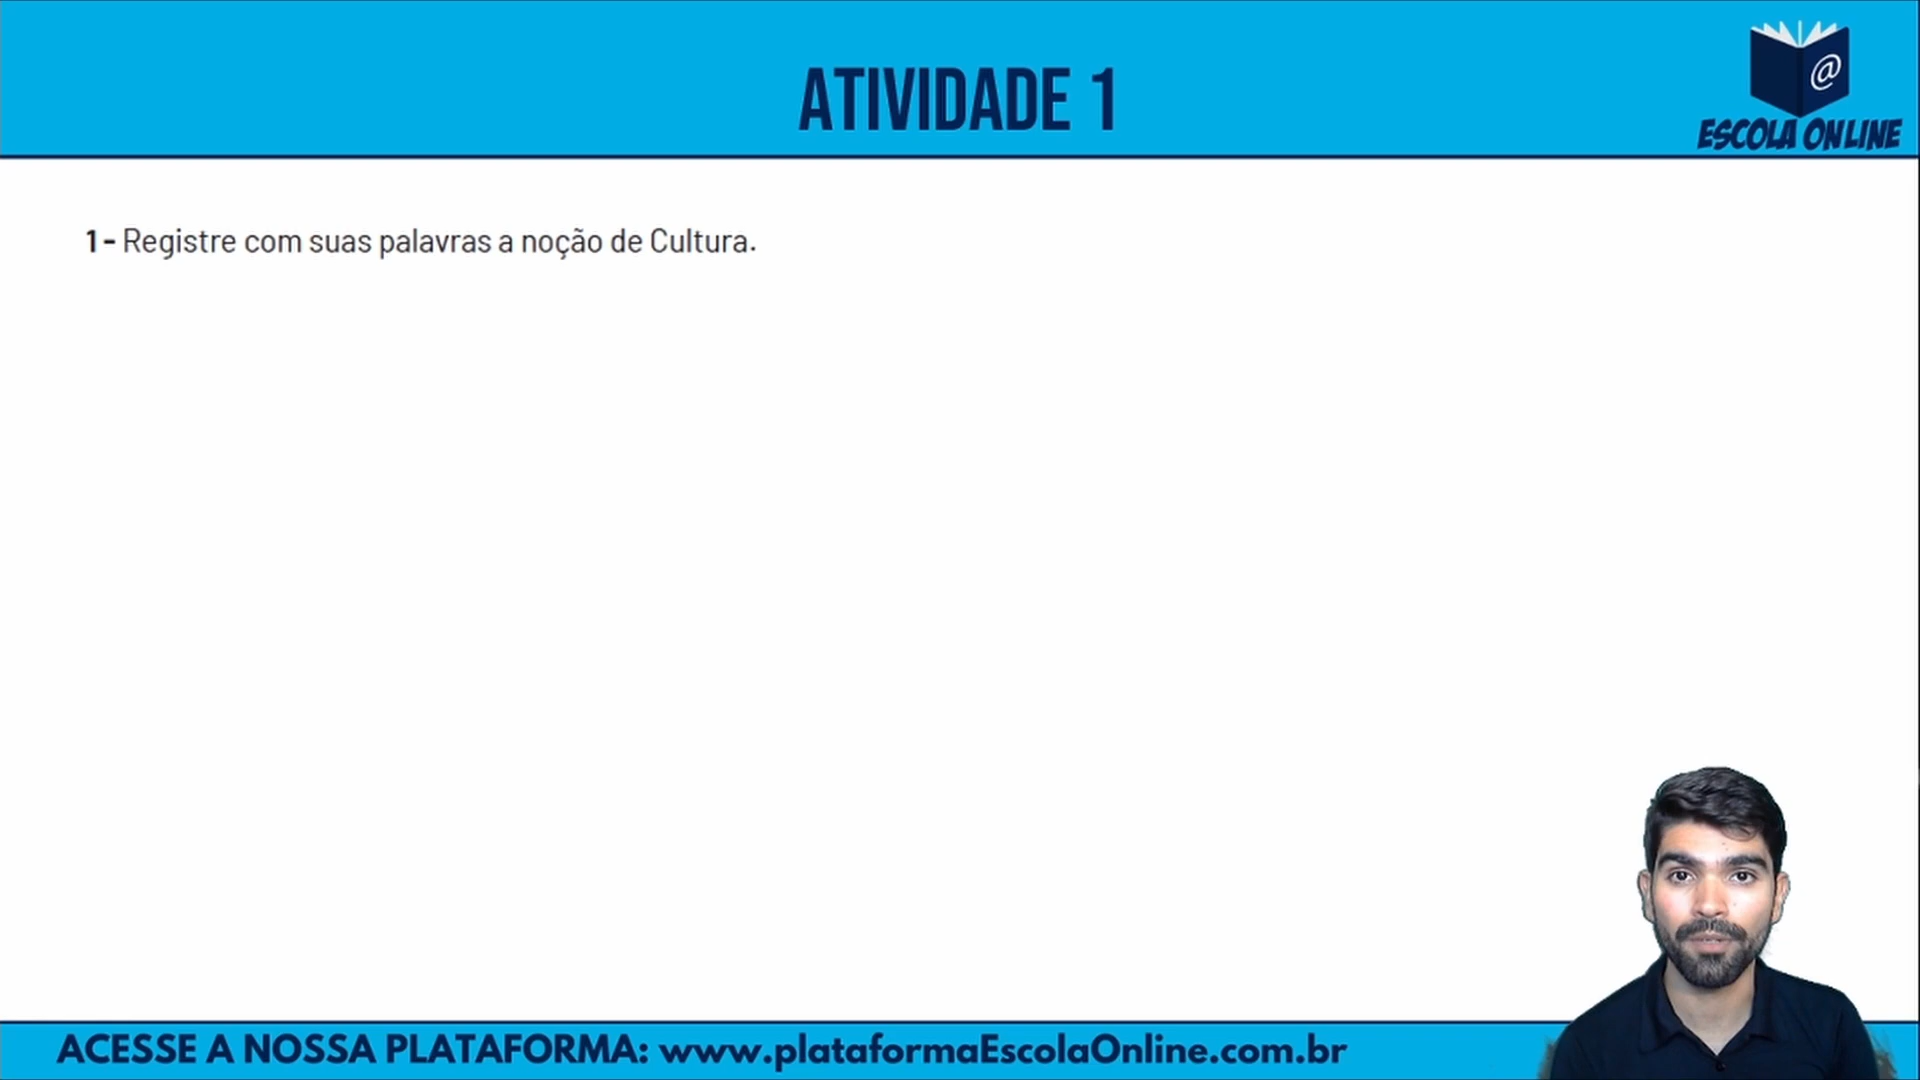 ATIVIDADE 1
@
ESCOLA ONLINE
1 - Registre com suas palavras a noção de Cultura.
ACESSE A NOSSA PLATAFORMA: www.plataformaEscolaOnline.com.br